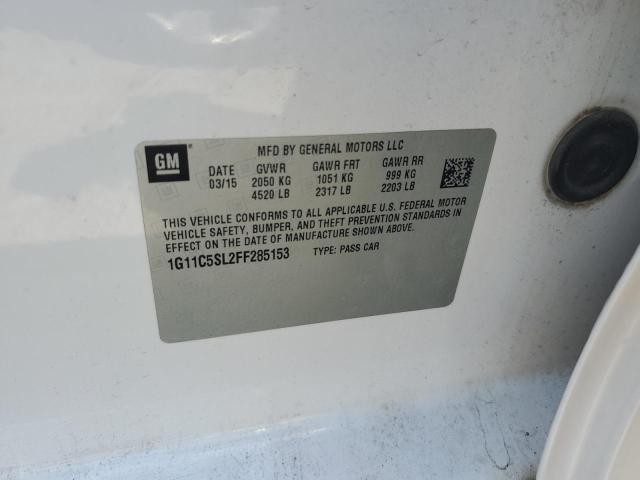 GM
MFD BY GENERAL MOTORS LLC
DATE GVWR GAWR FRT GAWR RR
03/15 2050 KG 1051 KG 999 KG
4520 LB 2317 LB 2203 LB
THIS VEHICLE CONFORMS TO ALL APPLICABLE U.S. FEDERAL MOTOR
VEHICLE SAFETY, BUMPER, AND THEFT PREVENTION STANDARDS IN
EFFECT ON THE DATE OF MANUFACTURE SHOWN ABOVE.
1G11C5SL2FF285153 TYPE: PASS CAR